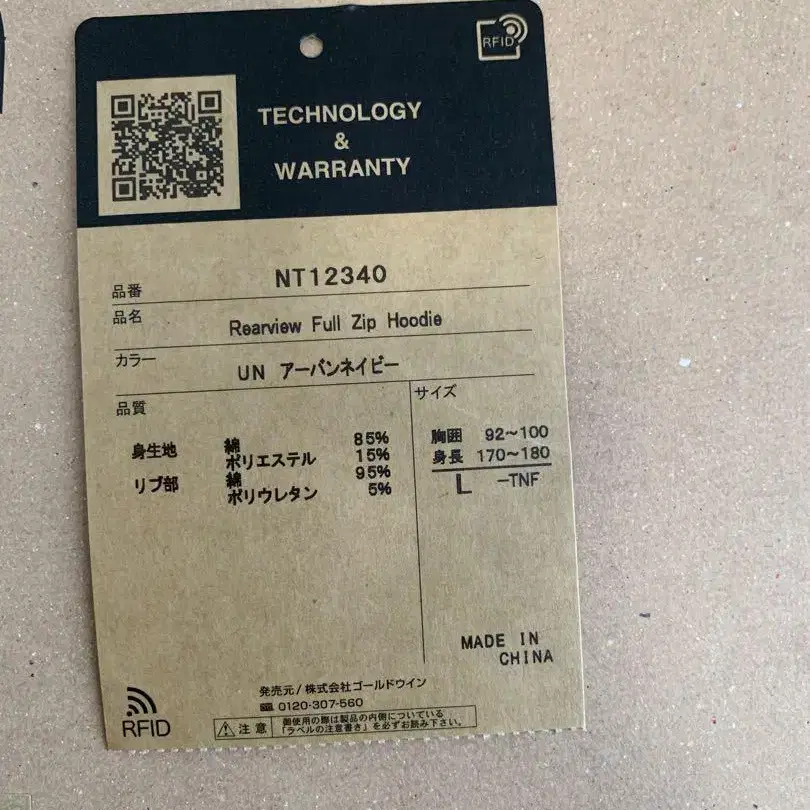 RFID
TECHNOLOGY
&
WARRANTY
品番 NT12340
品名 Rearview Full Zip Hoodie
カラー UN アーバンネイビー
品質
サイズ
身生地 綿 85%
ポリエステル 15%
リブ部 綿 95%
ポリウレタン 5%
胸囲 92~100
身長 170~180
L -TNF
MADE IN
CHINA
発売元/株式会社ゴールドウイン
0120-307-560
RFID
注意
御使用の際は製品の内側についている
「ラベルの注意書き」を必ずお読み下さい。